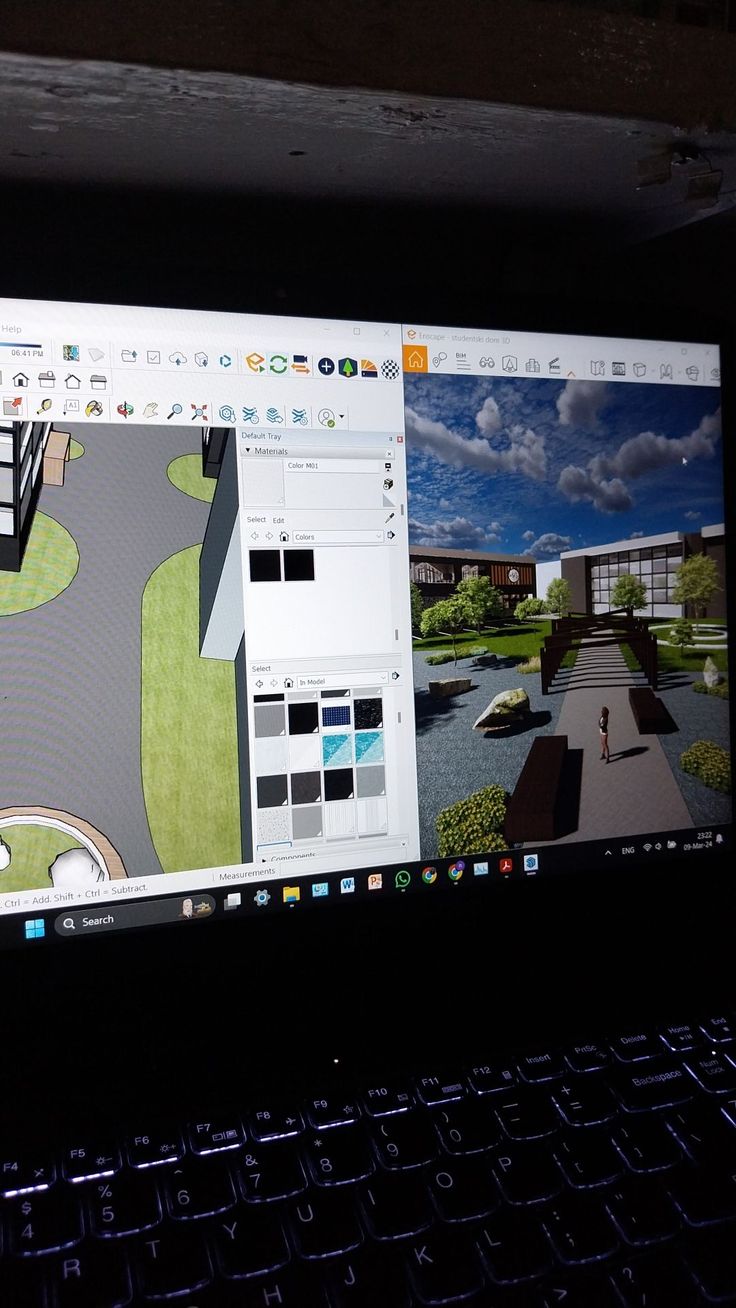 Help
06:41 PM
A1
Default Tray
Materials
Color M01
Select Edit
Colors
Select
In Model
Components
Ctrl = Add. Shift + Ctrl = Subtract.
Measurements
Enscape - studentski dom 3D
BIM
Search
ENG
23:22
09-Mar-24
F4 F5 F6 F7 F8 F9 F10 F11 F12 Insert PrtSc Delete Home End
$ 4 % 5 ^ 6 & 7 * 8 ( 9 ) 0 — - + = Backspace Num Lock
R T Y U I O P
H J K L : ;
> ?